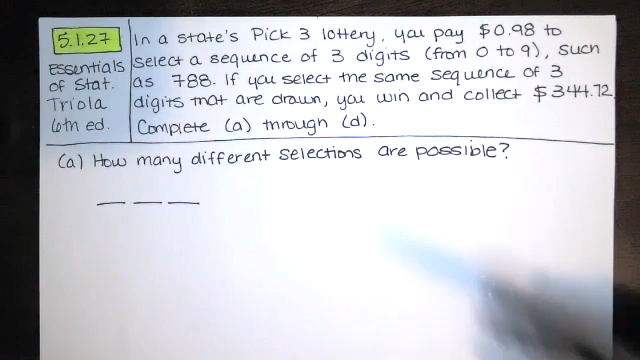 5.1.27
Essentials
of Stat.
Triola
6th ed.
In a state's Pick 3 lottery, you pay $0.98 to
select a sequence of 3 digits (from 0 to 9), such
as 788. If you select the same sequence of 3
digits that are drawn, you win and collect $344.72.
Complete (a) through (d).
(a) How many different selections are possible?